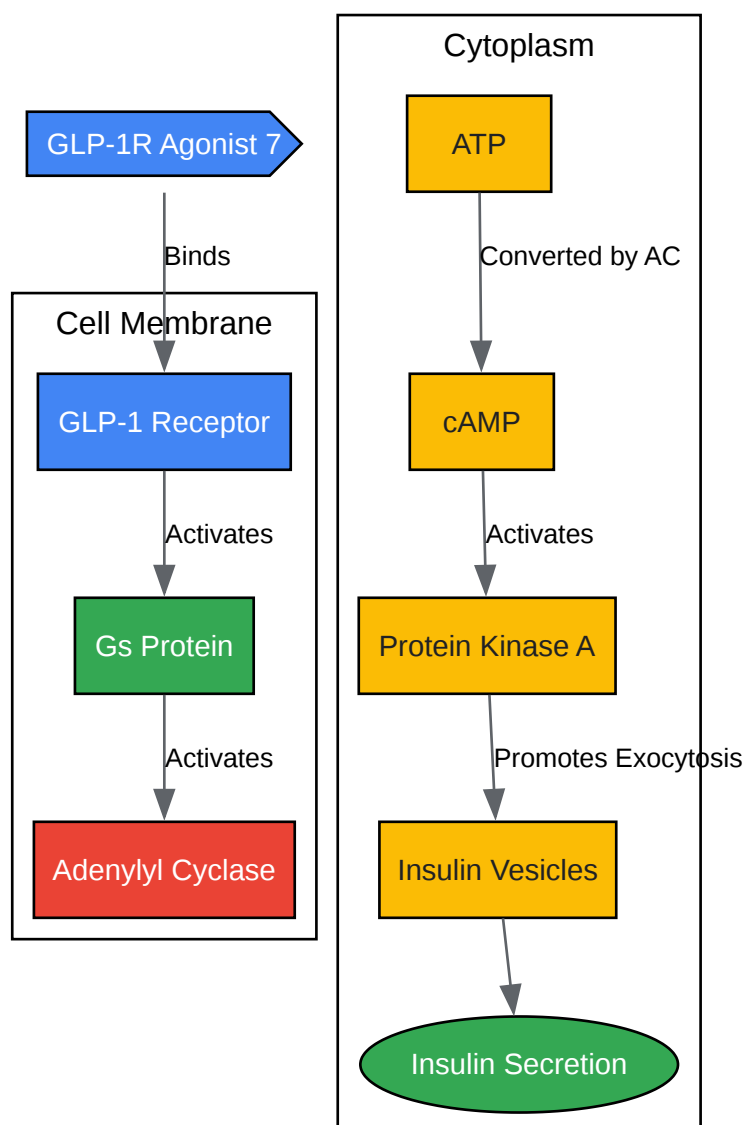 GLP-1R Agonist 7
Binds
Cell Membrane
GLP-1 Receptor
Activates
Gs Protein
Activates
Adenylyl Cyclase
Cytoplasm
ATP
Converted by AC
cAMP
Activates
Protein Kinase A
Promotes Exocytosis
Insulin Vesicles
Insulin Secretion